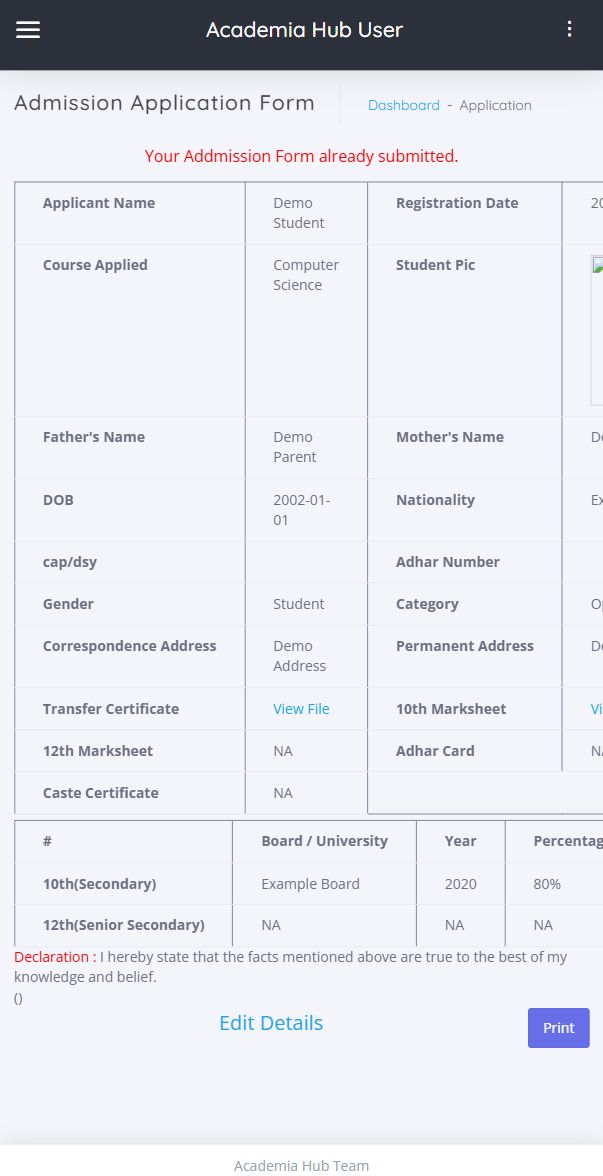 Academia Hub User
Admission Application Form
Dashboard - Application
Your Addmission Form already submitted.
Applicant Name Demo Student Registration Date 20
Course Applied Computer Science Student Pic
Father's Name Demo Parent Mother's Name
DOB 2002-01-01 Nationality Ex
cap/dsy Adhar Number
Gender Student Category
Correspondence Address Demo Address Permanent Address
Transfer Certificate View File 10th Marksheet Vi
12th Marksheet NA Adhar Card
Caste Certificate NA
# Board / University Year Percentag
10th(Secondary) Example Board 2020 80%
12th(Senior Secondary) NA NA NA
Declaration : I hereby state that the facts mentioned above are true to the best of my
knowledge and belief.
()
Edit Details
Print
Academia Hub Team